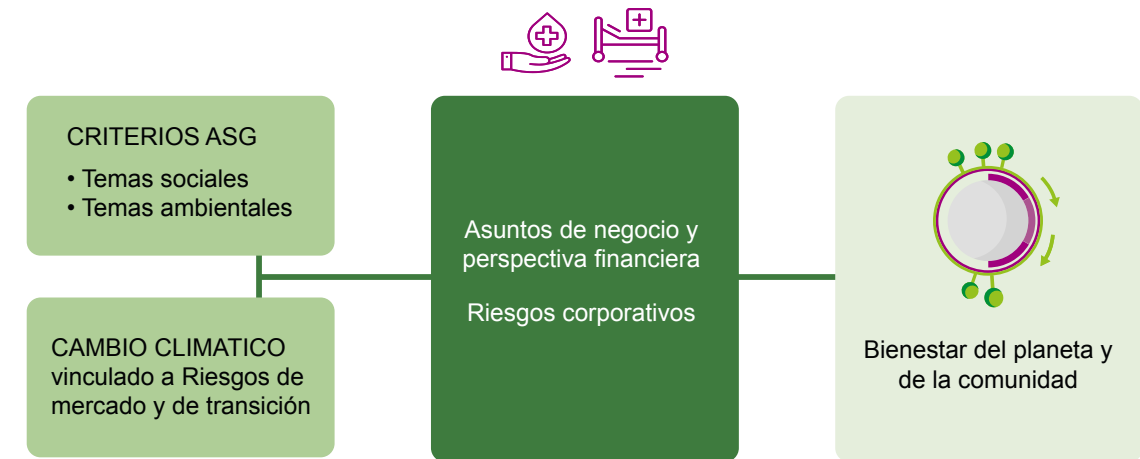 CRITERIOS ASG
• Temas sociales
• Temas ambientales
CAMBIO CLIMATICO
vinculado a Riesgos de
mercado y de transición
Asuntos de negocio y
perspectiva financiera
Riesgos corporativos
Bienestar del planeta y
de la comunidad